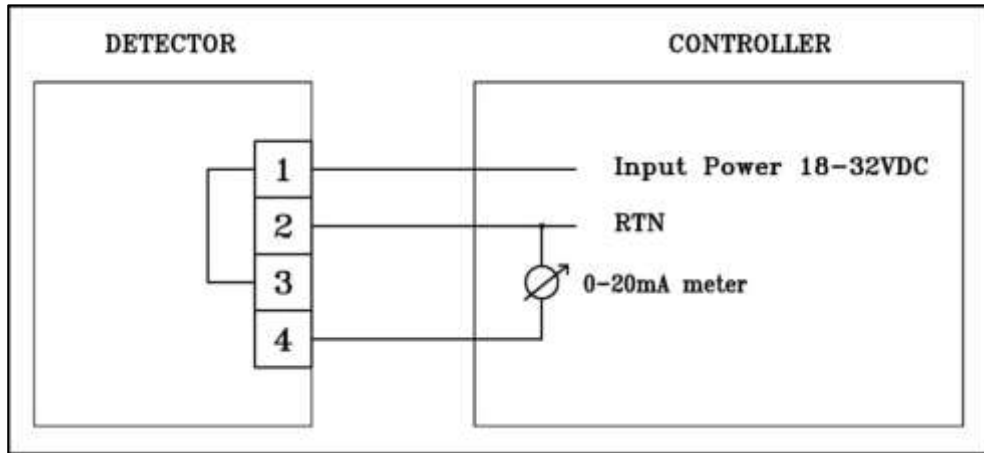 DETECTOR
CONTROLLER
1
Input Power 18-32VDC
2
RTN
3
0-20mA meter
4